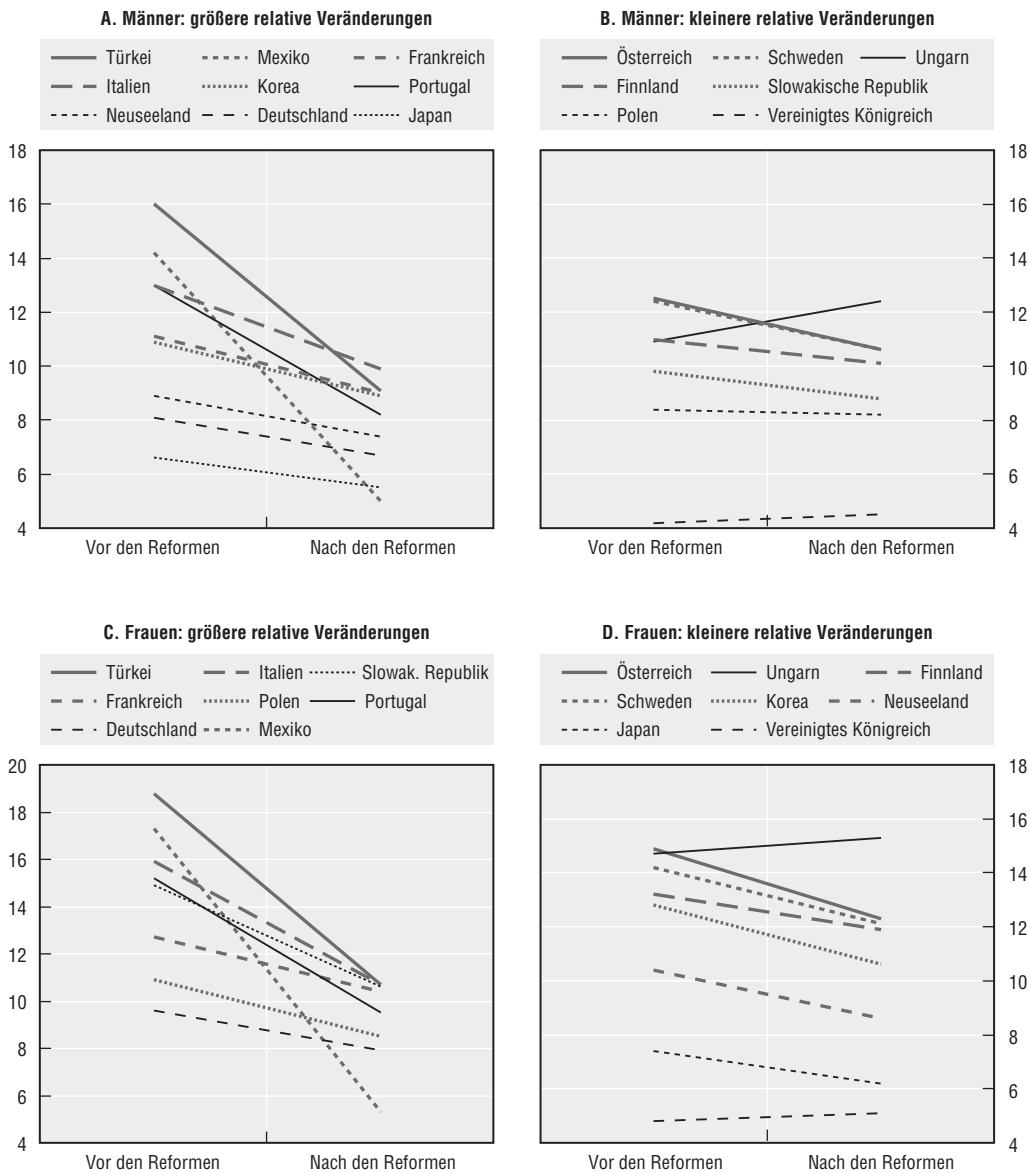 A. Männer: größere relative Veränderungen
Türkei Mexiko Frankreich
Italien Korea Portugal
Neuseeland Deutschland Japan
18
16
14
12
10
8
6
4
Vor den Reformen Nach den Reformen
B. Männer: kleinere relative Veränderungen
Österreich Schweden Ungarn
Finnland Slowakische Republik
Polen Vereinigtes Königreich
18
16
14
12
10
8
6
4
Vor den Reformen Nach den Reformen
C. Frauen: größere relative Veränderungen
Türkei Italien Slowak. Republik
Frankreich Polen Portugal
Deutschland Mexiko
20
18
16
14
12
10
8
6
4
Vor den Reformen Nach den Reformen
D. Frauen: kleinere relative Veränderungen
Österreich Ungarn Finnland
Schweden Korea Neuseeland
Japan Vereinigtes Königreich
18
16
14
12
10
8
6
4
Vor den Reformen Nach den Reformen